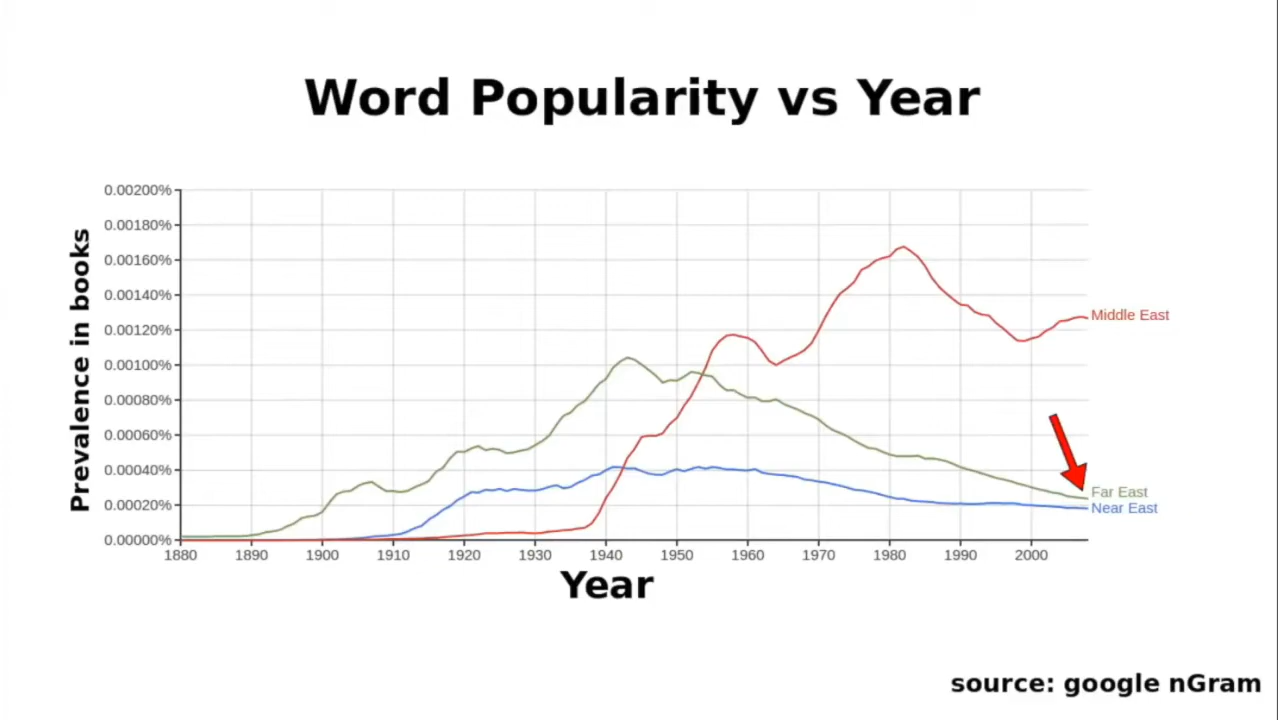 Word Popularity vs Year
Prevalence in books
0.00200%
0.00180%
0.00160%
0.00140%
0.00120%
0.00100%
0.00080%
0.00060%
0.00040%
0.00020%
0.00000%
Middle East
Far East
Near East
1880 1890 1900 1910 1920 1930 1940 1950 1960 1970 1980 1990 2000
Year
source: google nGram